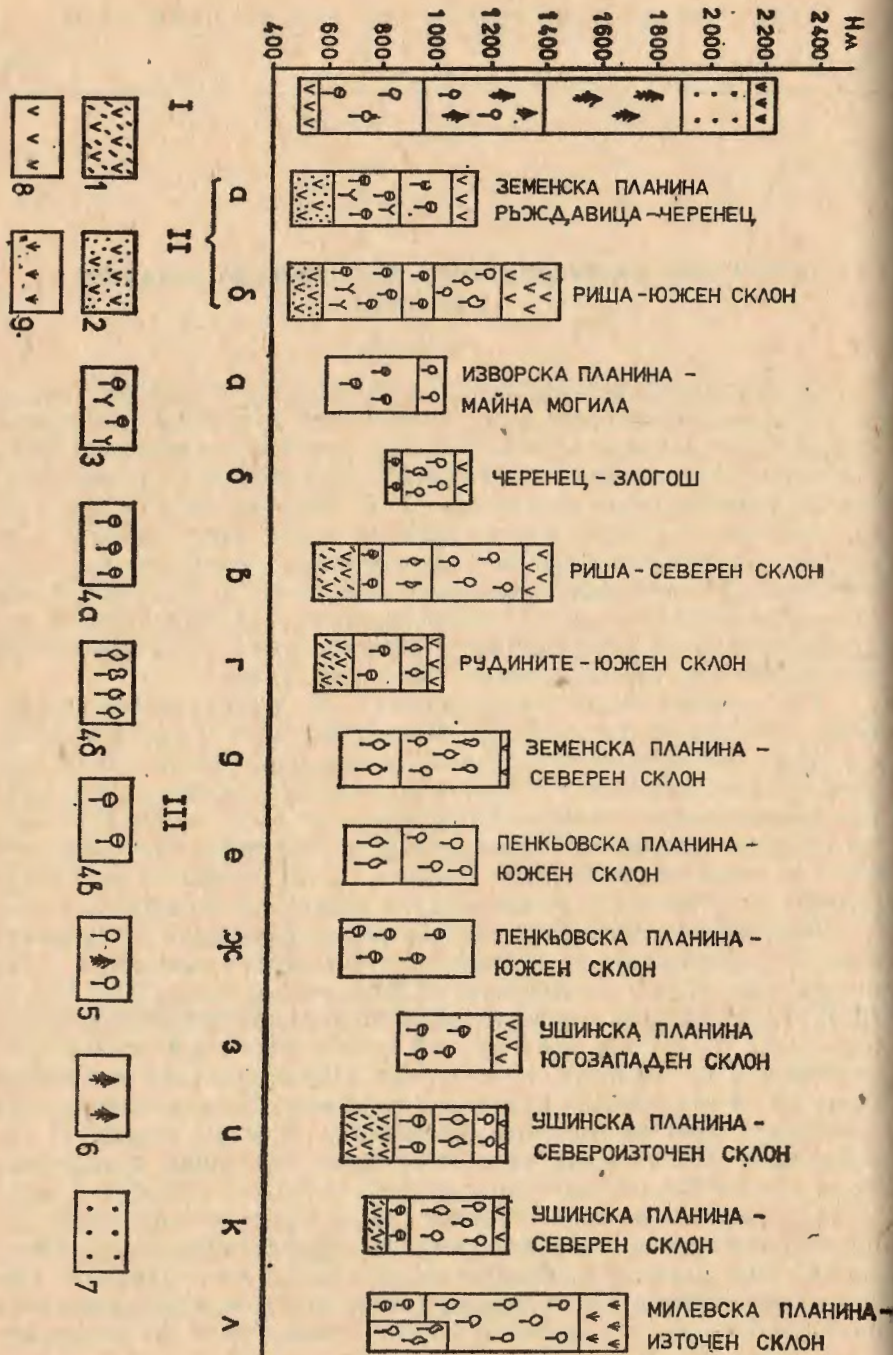 Hм
2400
2200
2000
1800
1600
1400
1200
1000
800
600
400
ЗЕМЕНСКА ПЛАНИНА
РЪЖДАВИЦА-ЧЕРЕНЕЦ
РИЩА-ЮЖЕН СКЛОН
ИЗВОРСКА ПЛАНИНА -
МАЙНА МОГИЛА
ЧЕРЕНЕЦ - ЗЛОГОШ
РИША-СЕВЕРЕН СКЛОН
РУДИНИТЕ-ЮЖЕН СКЛОН
ЗЕМЕНСКА ПЛАНИНА -
СЕВЕРЕН СКЛОН
ПЕНКЬОВСКА ПЛАНИНА -
ЮЖЕН СКЛОН
ПЕНКЬОВСКА ПЛАНИНА -
ЮЖЕН СКЛОН
УШИНСКА ПЛАНИНА
ЮГОЗАПАДЕН СКЛОН
УШИНСКА ПЛАНИНА -
СЕВЕРОИЗТОЧЕН СКЛОН
УШИНСКА ПЛАНИНА -
СЕВЕРЕН СКЛОН
МИЛЕВСКА ПЛАНИНА -
ИЗТОЧЕН СКЛОН
а б а б в г д е ж з и k л
I II III
1 2 3 4а 4б 4в 5 6 7
8 9.